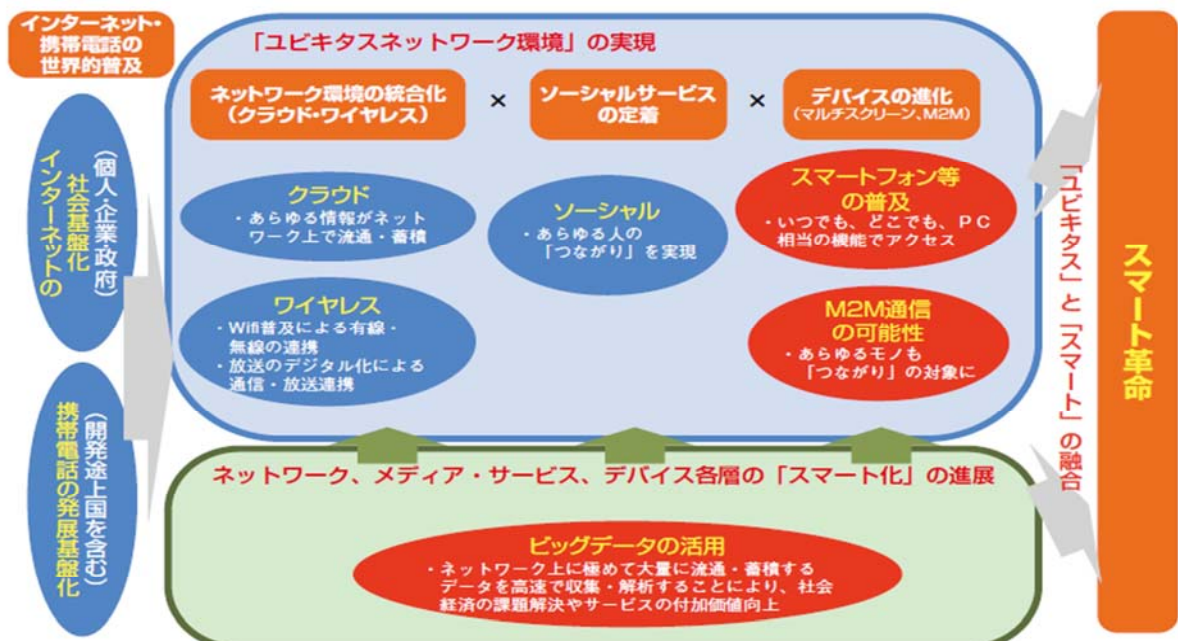 インターネット・
携帯電話の
世界的普及
インターネットの
社会基盤化
（個人・企業・政府）
携帯電話の発展基盤化
（開発途上国を含む）
「ユビキタスネットワーク環境」の実現
ネットワーク環境の統合化
（クラウド・ワイヤレス）
×
ソーシャルサービス
の定着
×
デバイスの進化
（マルチスクリーン、M2M）
クラウド
・あらゆる情報がネット
ワーク上で流通・蓄積
ワイヤレス
・Wifi普及による有線・
無線の連携
・放送のデジタル化による
通信・放送連携
ソーシャル
・あらゆる人の
「つながり」を実現
スマートフォン等
の普及
・いつでも、どこでも、PC
相当の機能でアクセス
M2M通信
の可能性
・あらゆるモノも
「つながり」の対象に
ネットワーク、メディア・サービス、デバイス各層の「スマート化」の進展
ビッグデータの活用
・ネットワーク上に極めて大量に流通・蓄積する
データを高速で収集・解析することにより、社会
経済の課題解決やサービスの付加価値向上
「ユビキタス」と「スマート」の融合
スマート革命